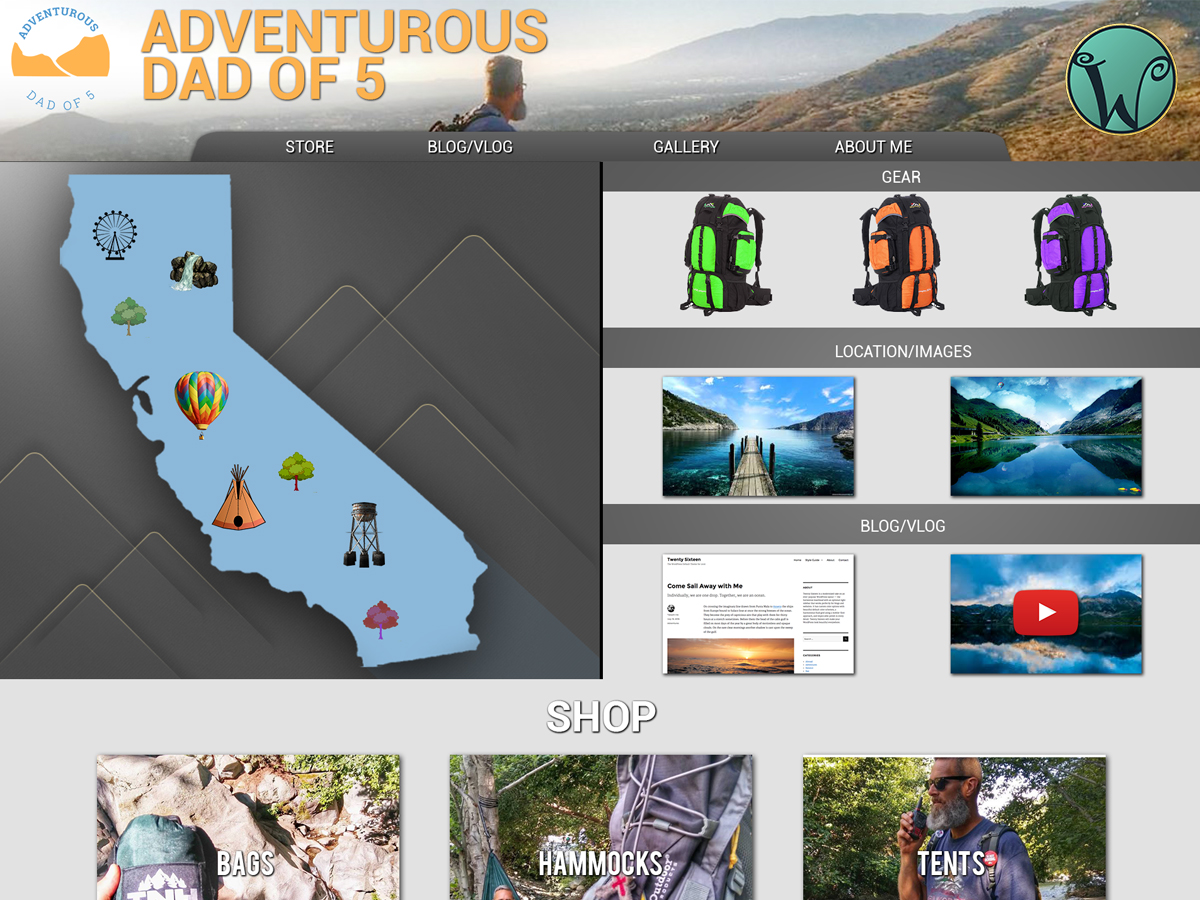 ADVENTUROUS
DAD OF 5
ADVENTUROUS
DAD OF 5
W
STORE
BLOG/VLOG
GALLERY
ABOUT ME
GEAR
LOCATION/IMAGES
BLOG/VLOG
Twenty Sixteen
Come Sail Away with Me
Individually, we are one drop. Together, we are an ocean.
SHOP
BAGS
HAMMOCKS
TENTS
TNH
Outdoor